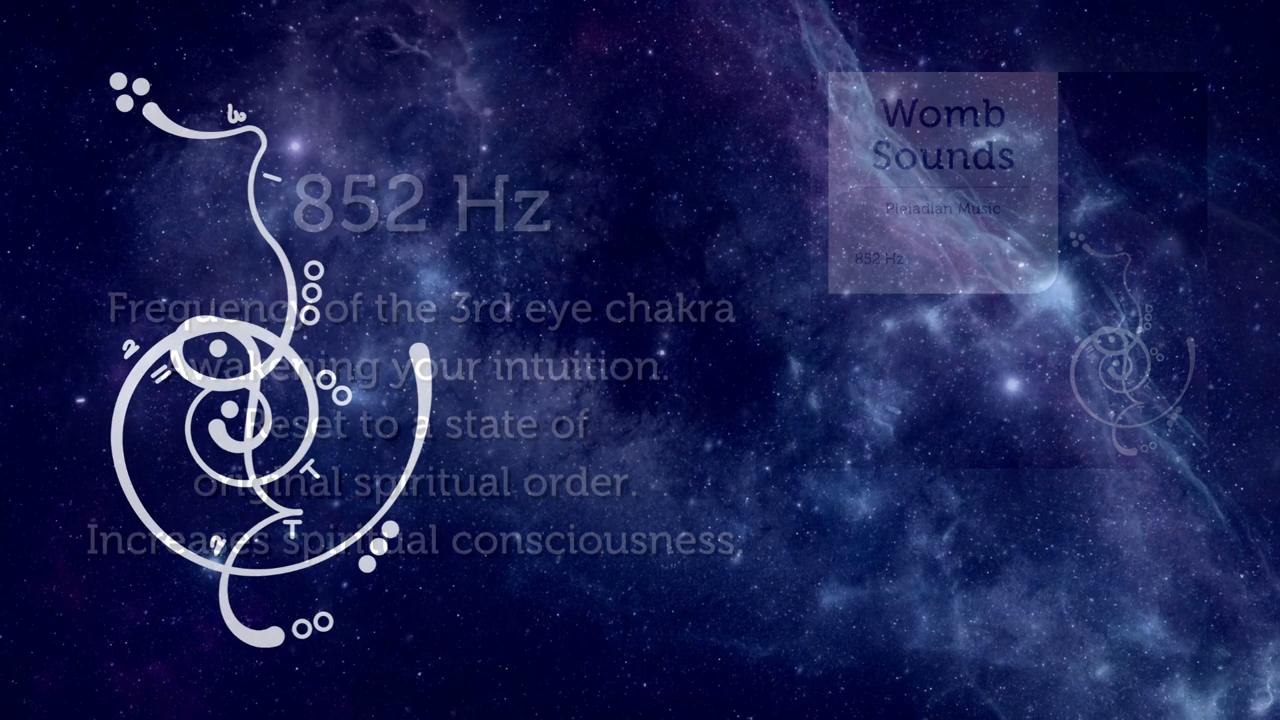 852 Hz
Frequency of the 3rd eye chakra
Awakening your intuition.
Reset to a state of
original spiritual order.
Increases spiritual consciousness.
Womb
Sounds
Pleiadian Music
852 Hz